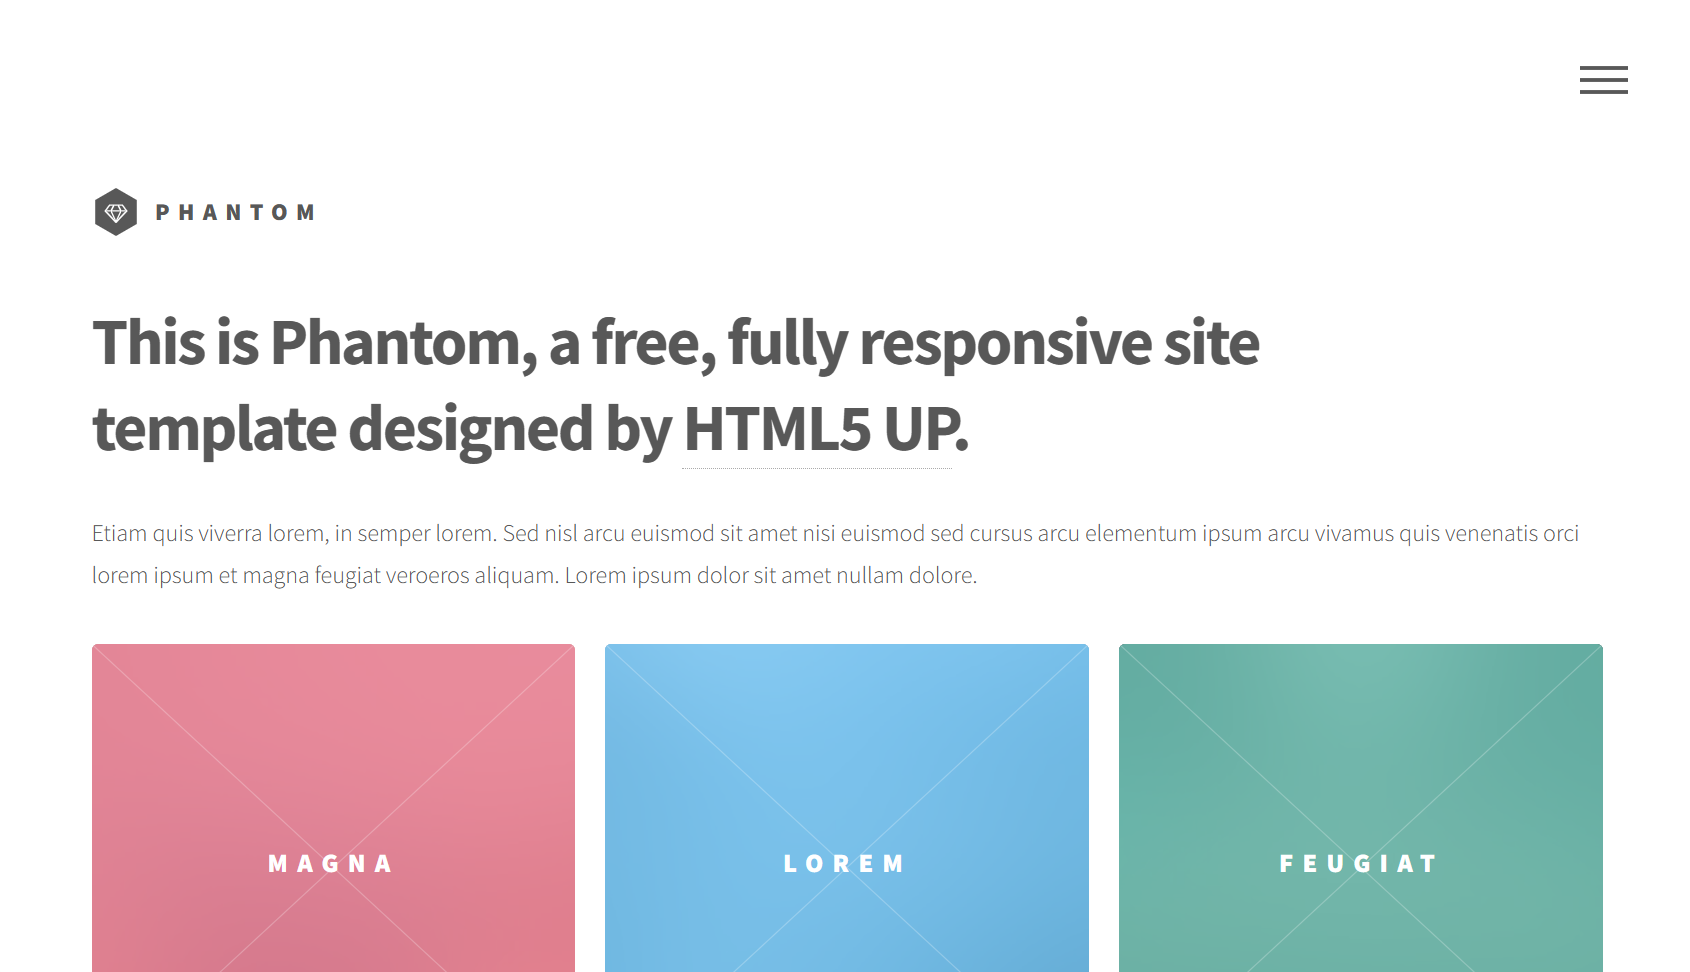 PHANTOM
This is Phantom, a free, fully responsive site
template designed by HTML5 UP.
Etiam quis viverra lorem, in semper lorem. Sed nisl arcu euismod sit amet nisi euismod sed cursus arcu elementum ipsum arcu vivamus quis venenatis orci
lorem ipsum et magna feugiat veroeros aliquam. Lorem ipsum dolor sit amet nullam dolore.
MAGNA
LOREM
FEUGIAT